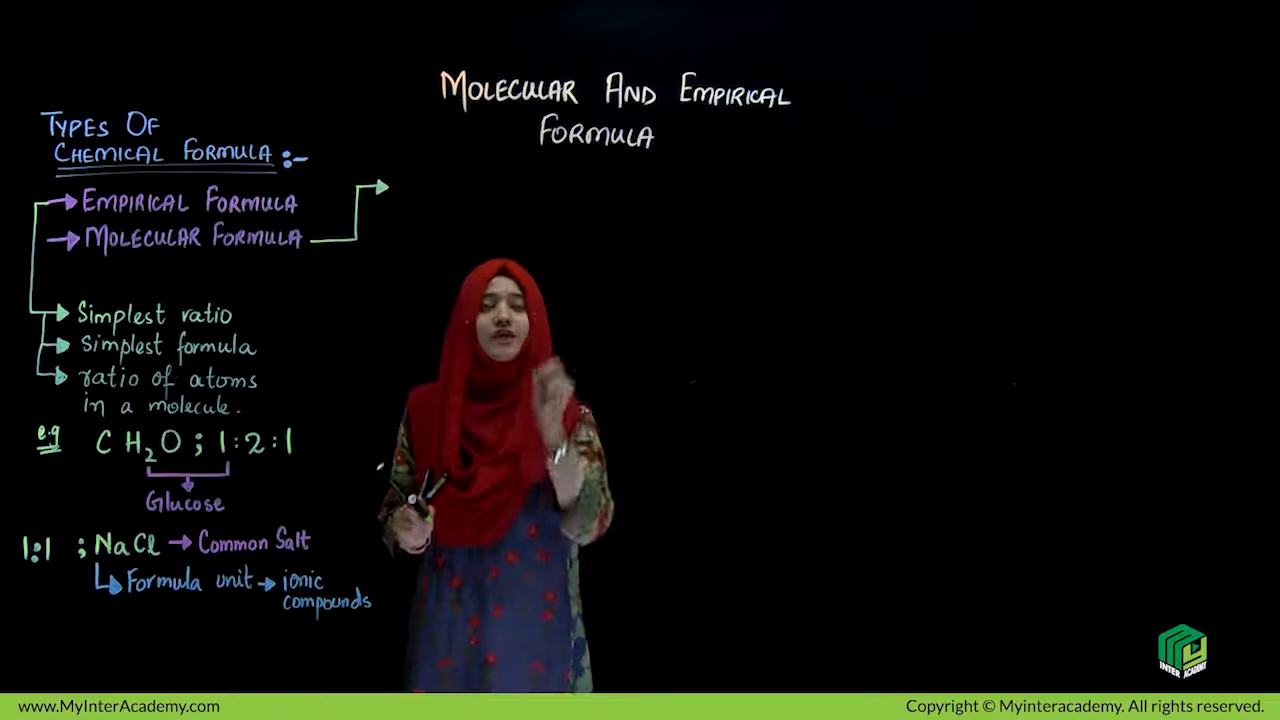 MOLECULAR AND EMPIRICAL
FORMULA
TYPES OF
CHEMICAL FORMULA :-
→ EMPIRICAL FORMULA
→ MOLECULAR FORMULA
→ Simplest ratio
→ Simplest formula
→ ratio of atoms
in a molecule.
e.g CH₂O ; 1:2:1
Glucose
1:1 ; NaCl → Common Salt
Formula unit → ionic
compounds
INTER ACADEMY
www.MyInterAcademy.com
Copyright © Myinteracademy. All rights reserved.